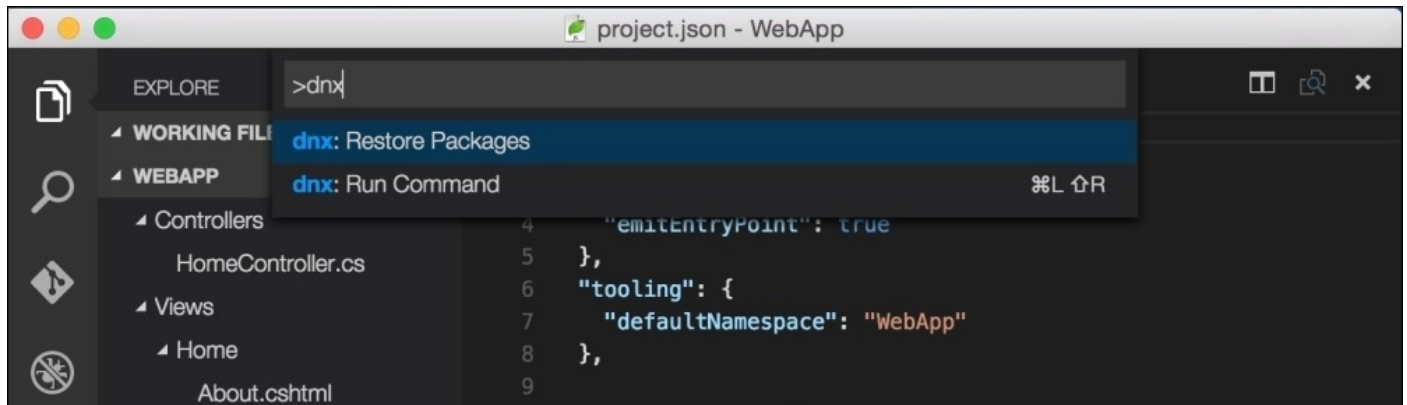 project.json - WebApp
EXPLORE
>dnx
WORKING FILE
dnx: Restore Packages
WEBAPP
dnx: Run Command ⌘L ⇧R
Controllers
4 "emitEntryPoint": true
HomeController.cs
5 },
6 "tooling": {
Views
7 "defaultNamespace": "WebApp"
Home
8 },
About.cshtml
9